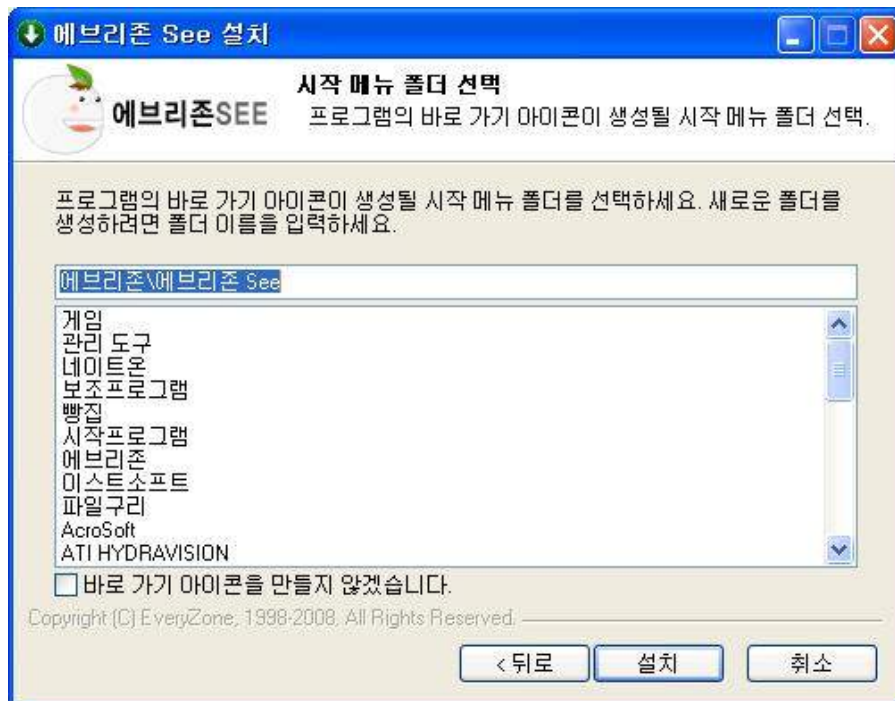 에브리존 See 설치
에브리존SEE
시작 메뉴 폴더 선택
프로그램의 바로 가기 아이콘이 생성될 시작 메뉴 폴더 선택.
프로그램의 바로 가기 아이콘이 생성될 시작 메뉴 폴더를 선택하세요. 새로운 폴더를
생성하려면 폴더 이름을 입력하세요.
에브리존\에브리존 See
게임
관리 도구
네이트온
보조프로그램
빵집
시작프로그램
에브리존
이스트소프트
파일구리
AcroSoft
ATI HYDRAVISION
바로 가기 아이콘을 만들지 않겠습니다.
Copyright (C) EveryZone, 1998-2008, All Rights Reserved.
< 뒤로
설치
취소